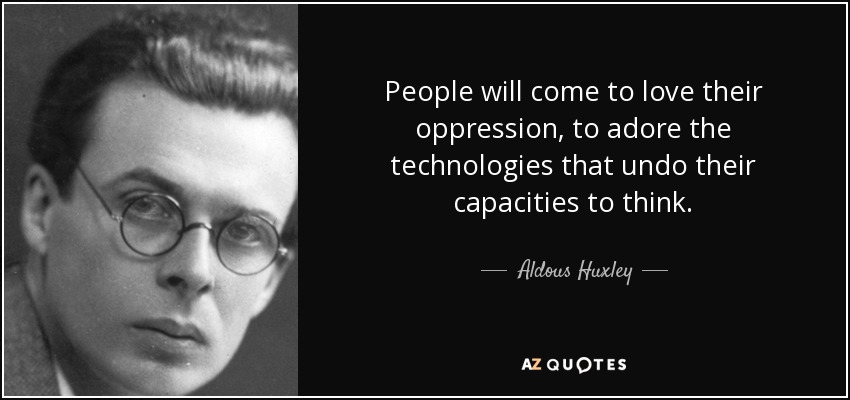 People will come to love their
oppression, to adore the
technologies that undo their
capacities to think.
Aldous Huxley
AZ QUOTES